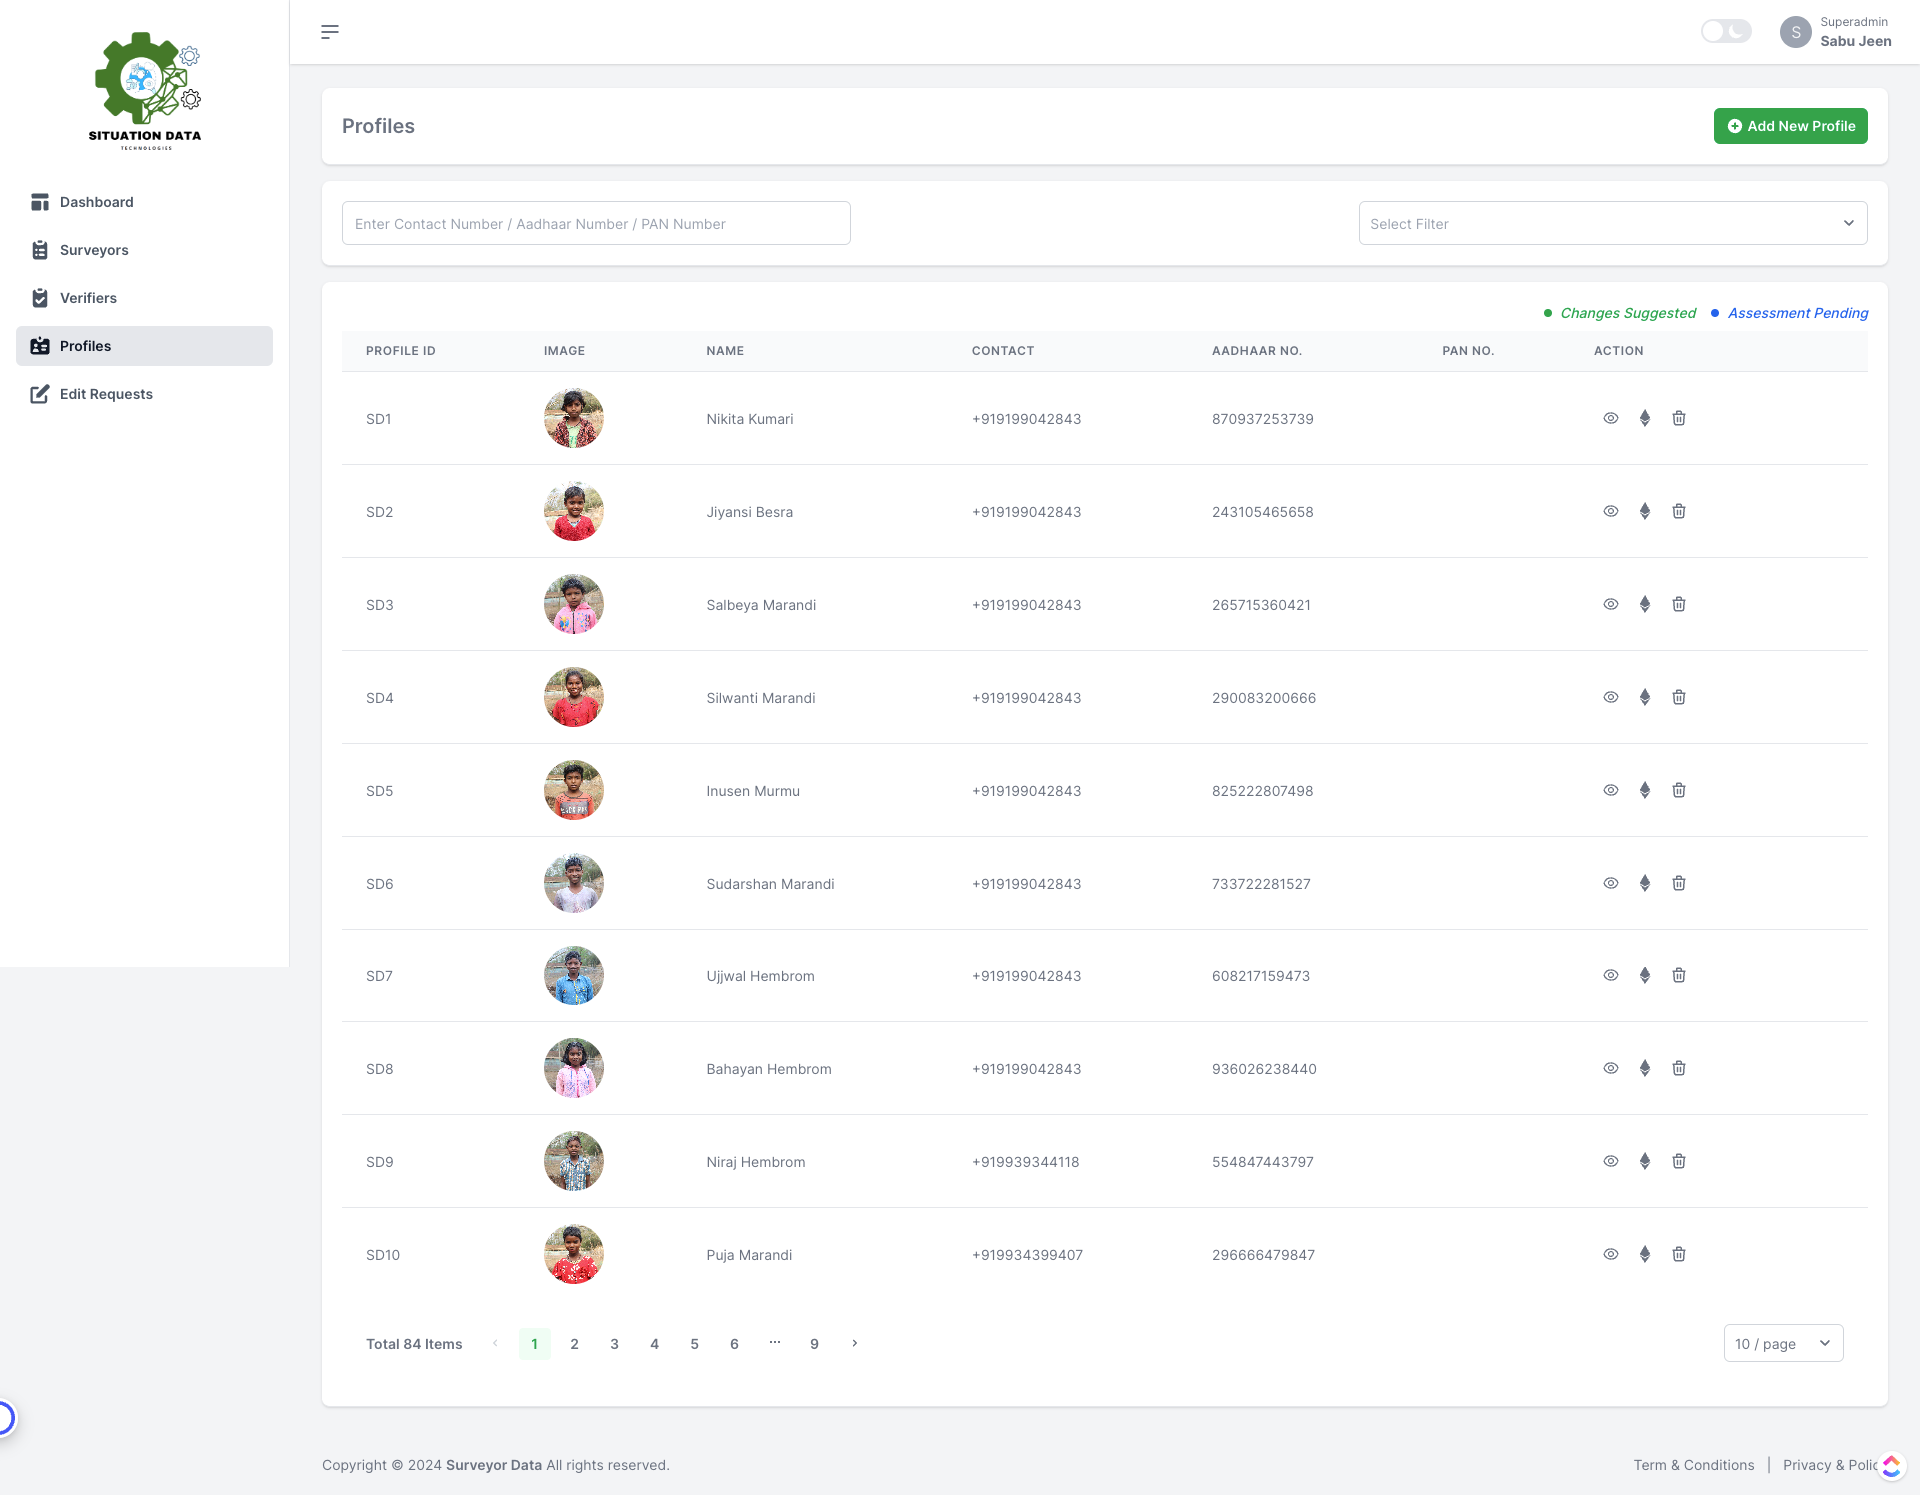 Superadmin
S
Sabu Jeen
SITUATION DATA
TECHNOLOGIES
Dashboard
Surveyors
Verifiers
Profiles
Edit Requests
Profiles
Add New Profile
Enter Contact Number / Aadhaar Number / PAN Number
Select Filter
Changes Suggested Assessment Pending
PROFILE ID IMAGE NAME CONTACT AADHAAR NO. PAN NO. ACTION
SD1 Nikita Kumari +919199042843 870937253739
SD2 Jiyansi Besra +919199042843 243105465658
SD3 Salbeya Marandi +919199042843 265715360421
SD4 Silwanti Marandi +919199042843 290083200666
SD5 Inusen Murmu +919199042843 825222807498
SD6 Sudarshan Marandi +919199042843 733722281527
SD7 Ujjwal Hembrom +919199042843 608217159473
SD8 Bahayan Hembrom +919199042843 936026238440
SD9 Niraj Hembrom +919939344118 554847443797
SD10 Puja Marandi +919934399407 296666479847
Total 84 Items 1 2 3 4 5 6 ··· 9
10 / page
Copyright © 2024 Surveyor Data All rights reserved.
Term & Conditions | Privacy & Polic